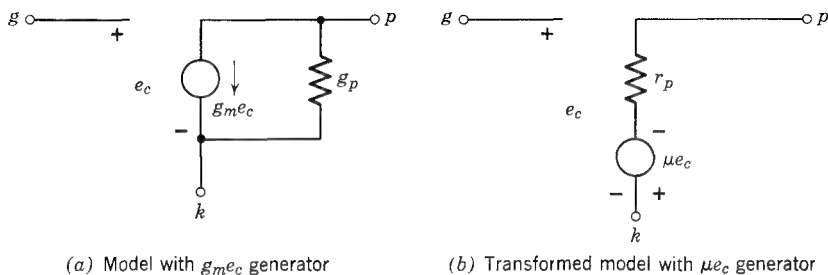 g + p g + p
e_c g_m e_c g_p e_c r_p
− −
μe_c
− +
k k
(a) Model with g_m e_c generator (b) Transformed model with μe_c generator